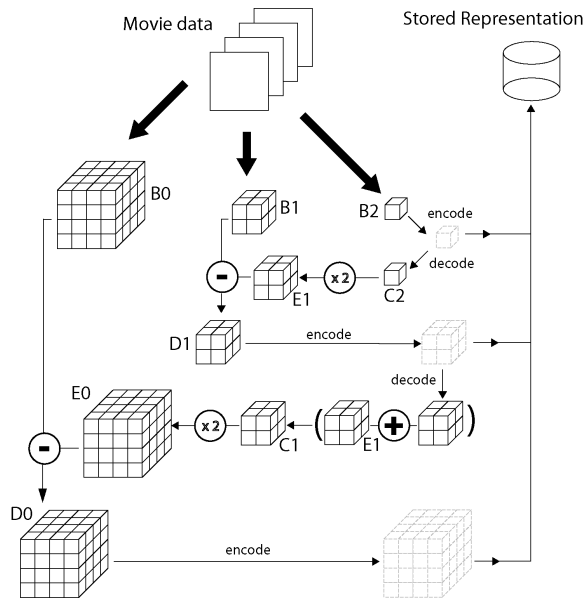 Movie data
Stored Representation
B0
B1
B2
encode
decode
-
E1
x2
C2
D1
encode
decode
E0
-
x2
C1
(
E1
+
)
D0
encode